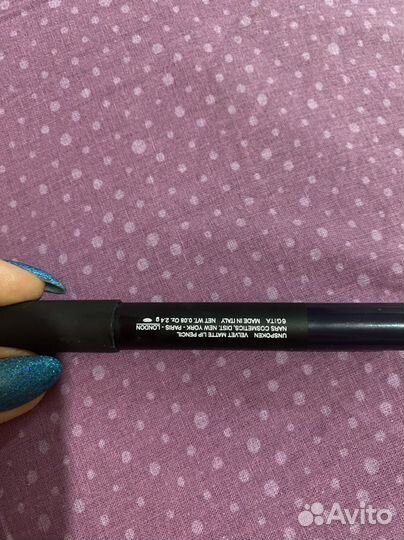 UNSPOKEN VELVET MATTE LIP PENCIL
NARS COSMETICS, DIST. NEW YORK - PARIS - LONDON
6G1TA MADE IN ITALY NET WT. 0.08 Oz. 2.4 g
Avito